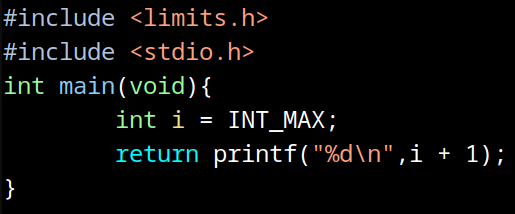 #include <limits.h>
#include <stdio.h>
int main(void){
        int i = INT_MAX;
        return printf("%d\n",i + 1);
}